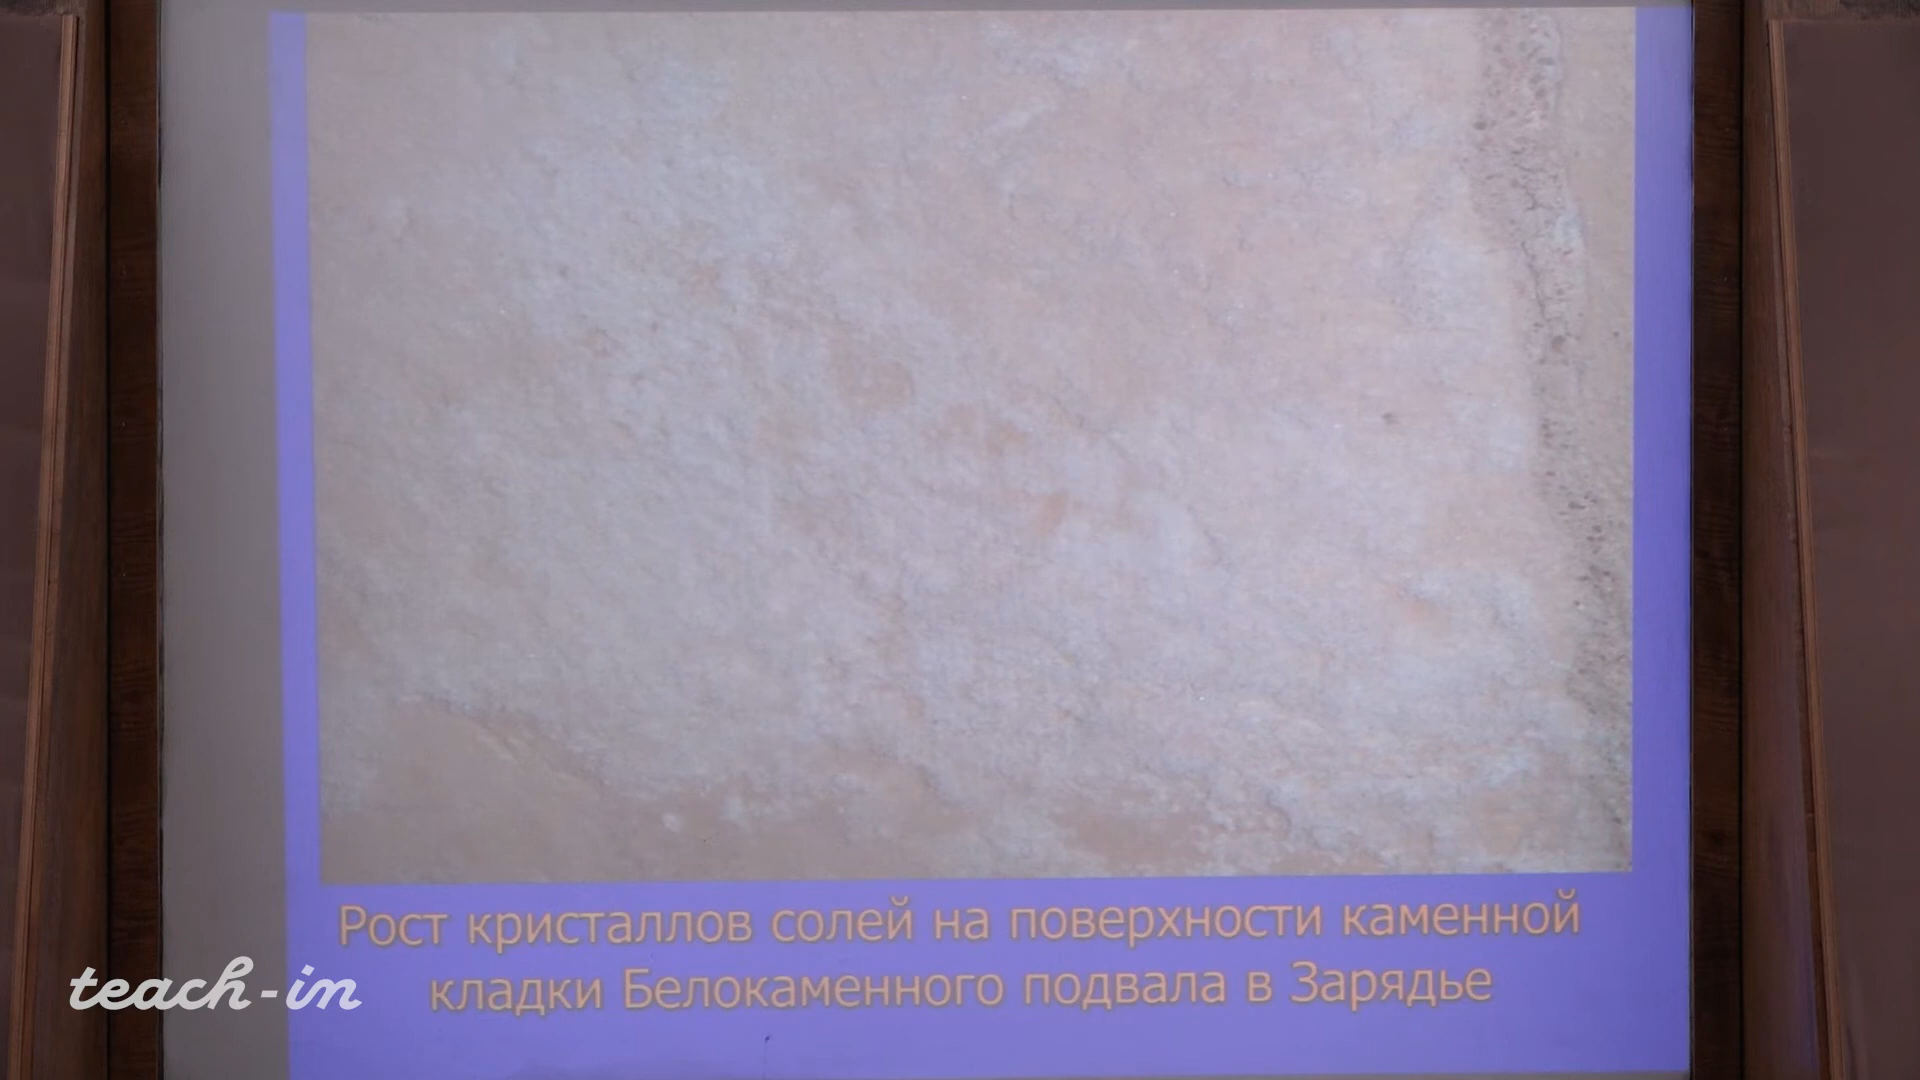 Рост кристаллов солей на поверхности каменной
кладки Белокаменного подвала в Зарядье
teach-in